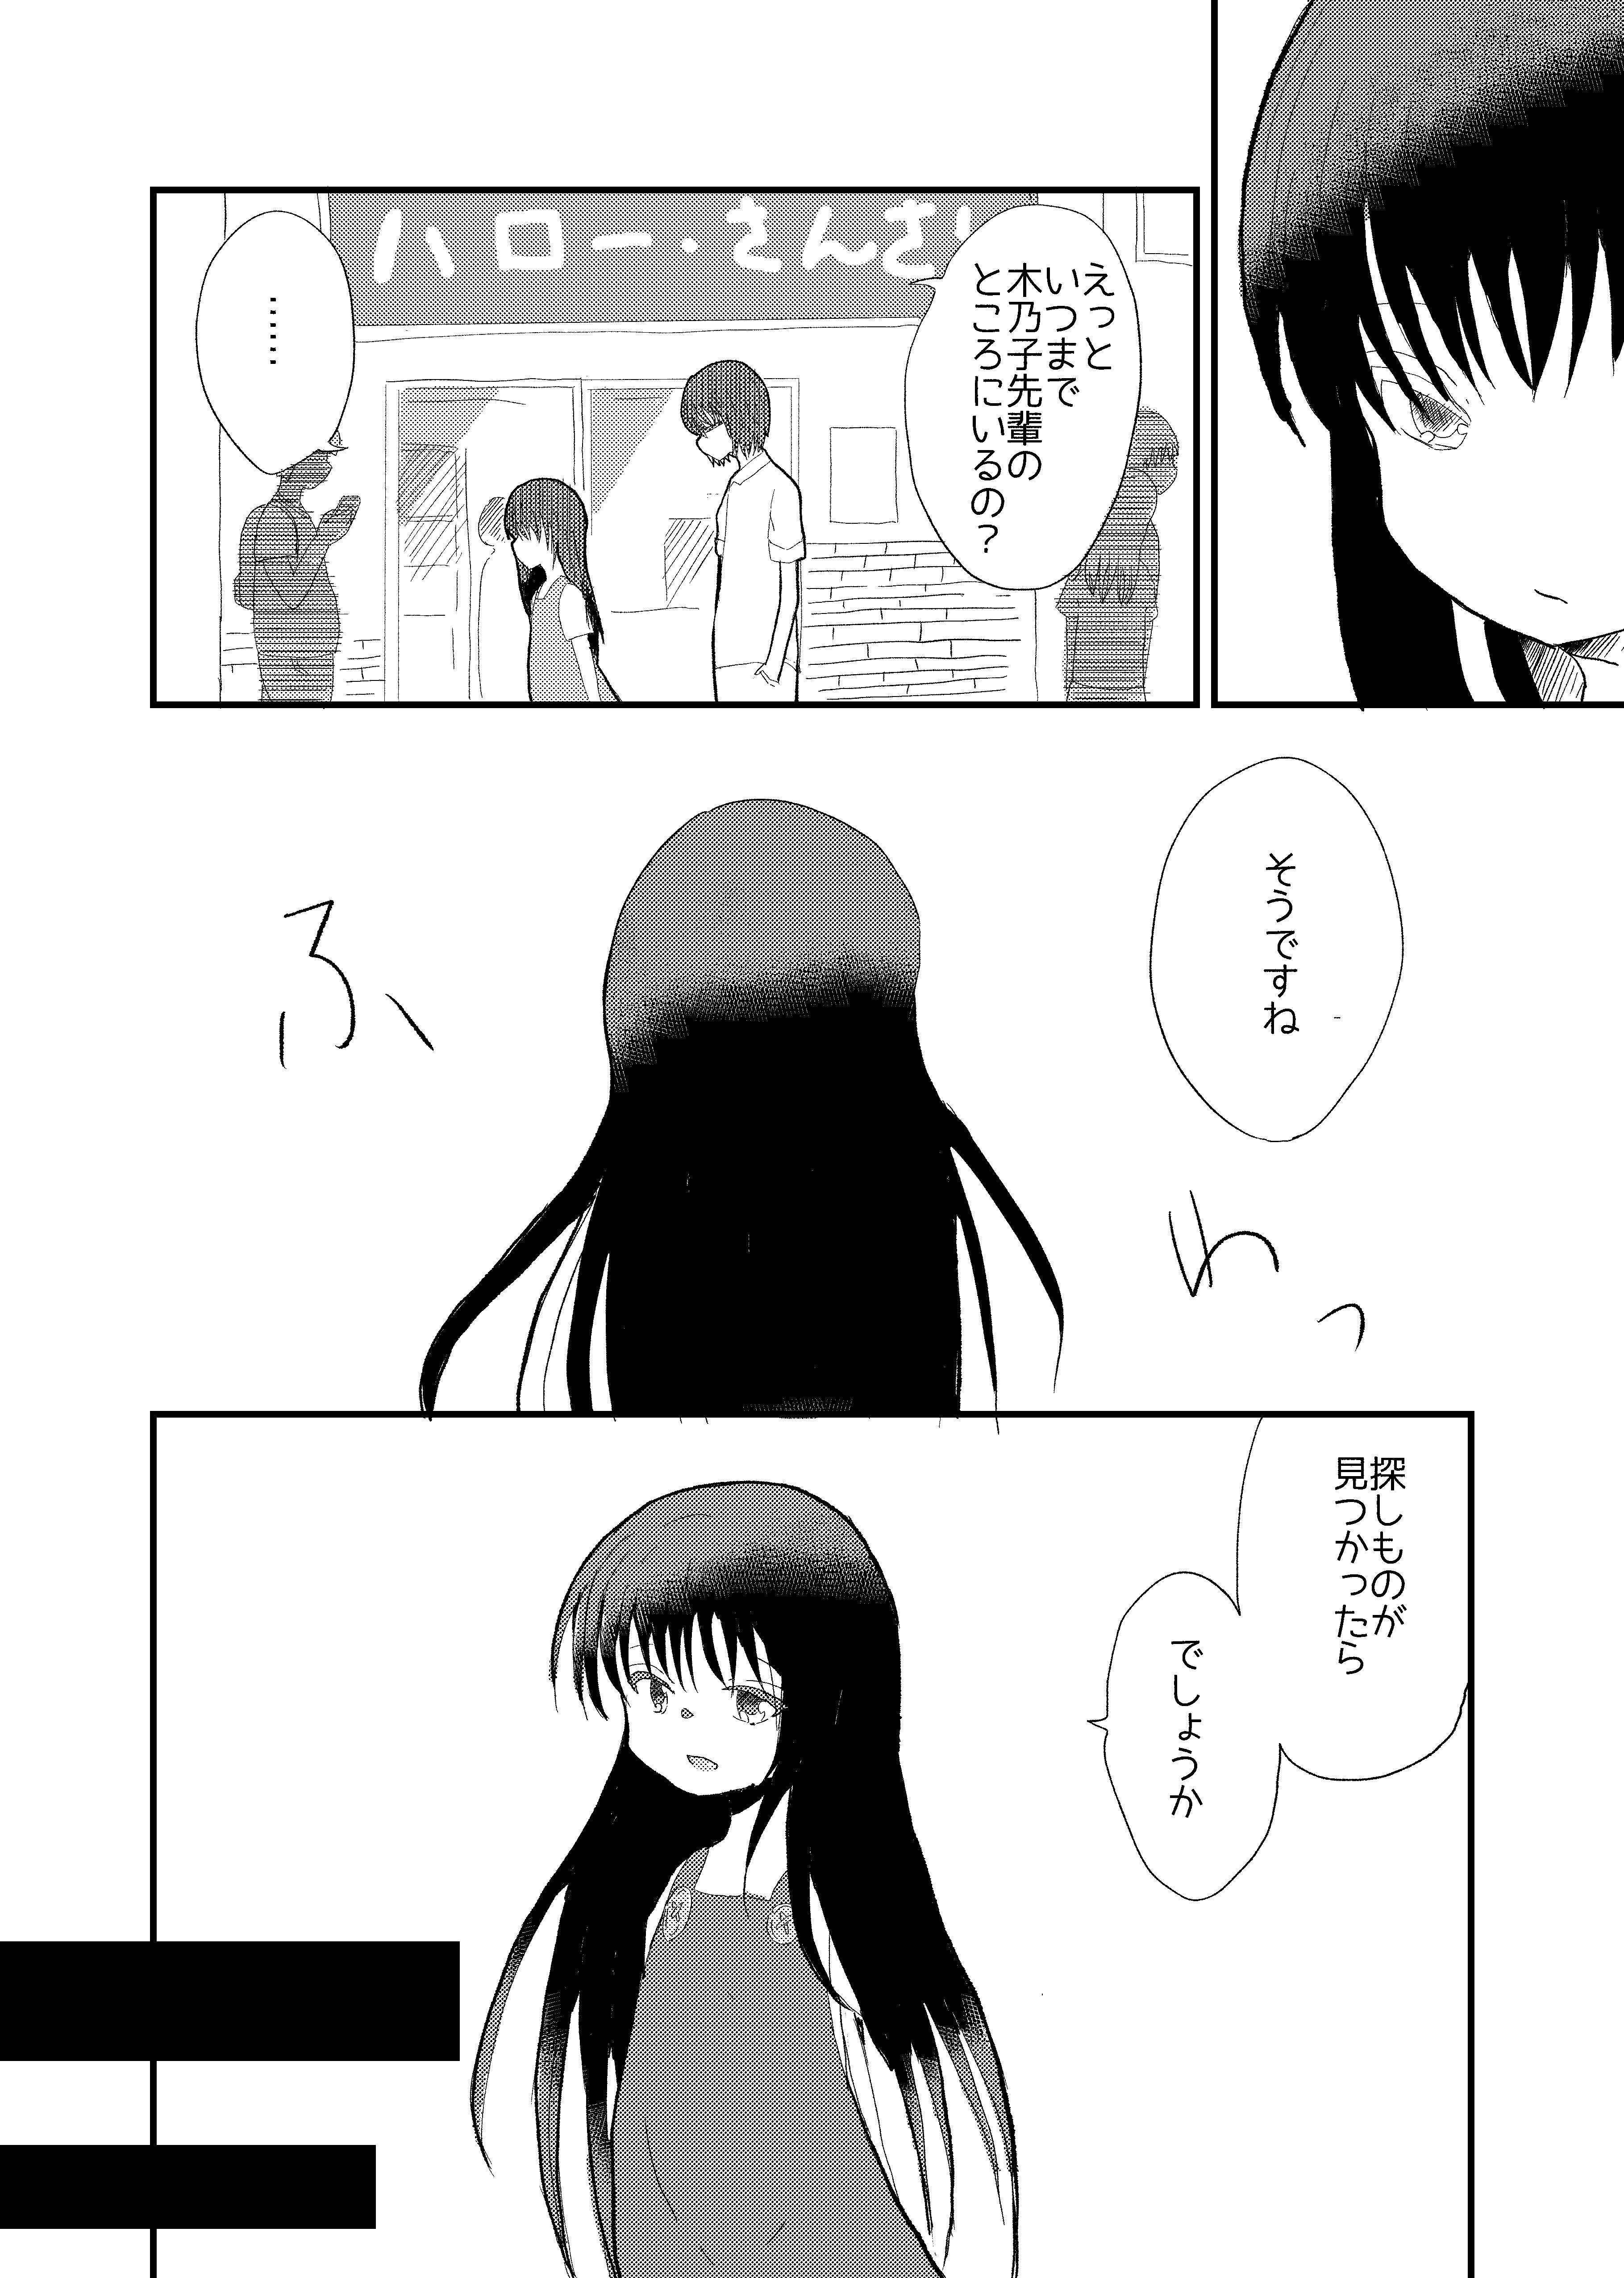 ハロー・さんさ
えっと
いつまで
木乃子先輩の
ところにいるの？
……
そうですね
ふ
わっ
探しものが
見つかったら
でしょうか